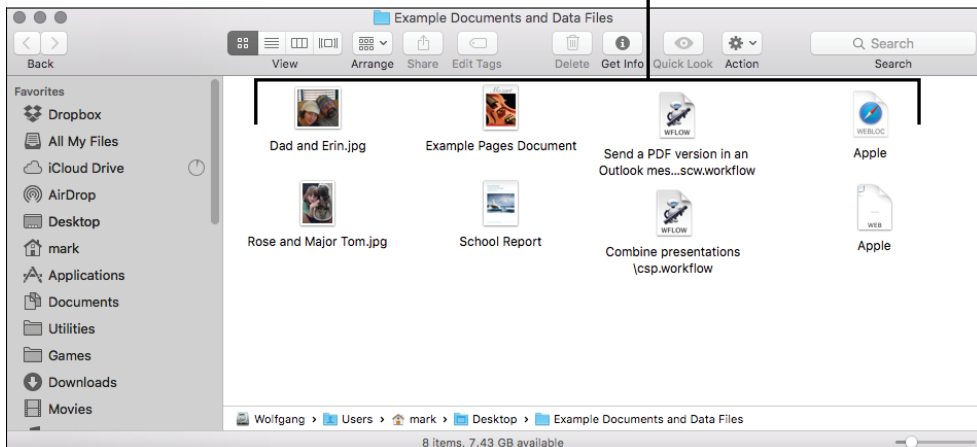 Example Documents and Data Files
Back
View
Arrange
Share
Edit Tags
Delete
Get Info
Quick Look
Action
Search
Search
Favorites
Dropbox
All My Files
iCloud Drive
AirDrop
Desktop
mark
Applications
Documents
Utilities
Games
Downloads
Movies
Dad and Erin.jpg
Example Pages Document
WFLOW
Send a PDF version in an
Outlook mes...scw.workflow
WEBLOC
Apple
Rose and Major Tom.jpg
School Report
WFLOW
Combine presentations
\csp.workflow
WEB
Apple
Wolfgang › Users › mark › Desktop › Example Documents and Data Files
8 items, 7.43 GB available